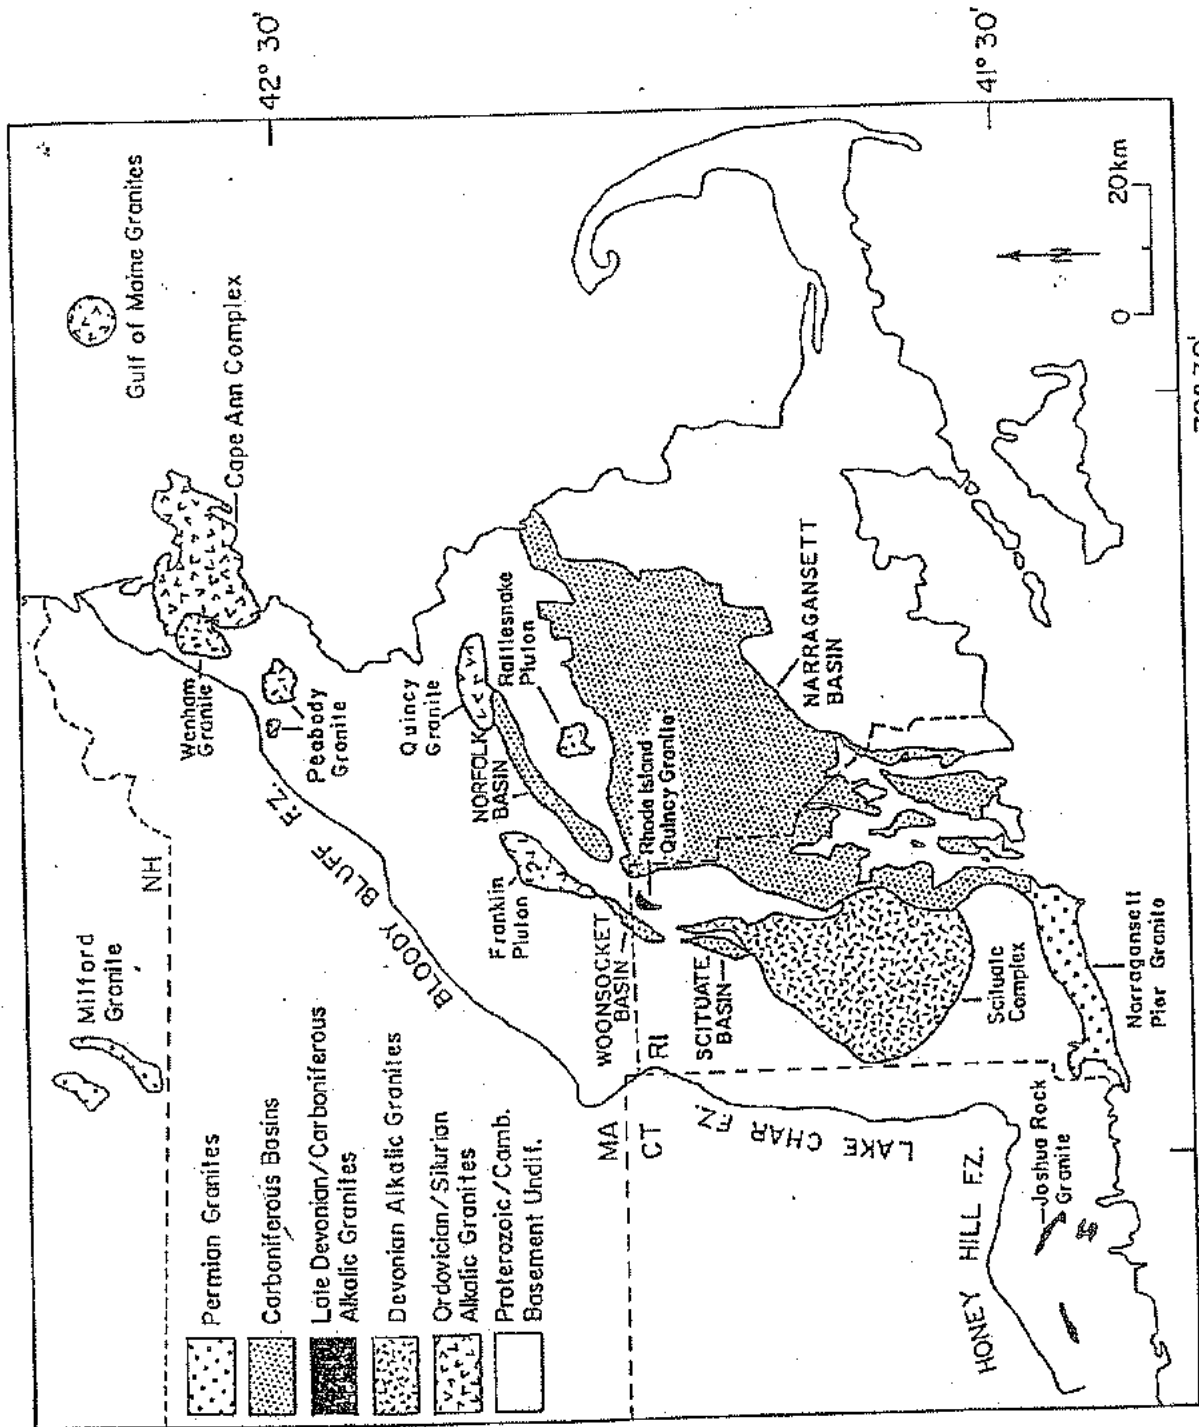 42° 30'
Gulf of Maine Granites
Cape Ann Complex
NH
Milford
Granite
Wenham
Granite
Peabody
Granite
BLOODY BLUFF F.Z.
Quincy
Granite
NORFOLK
BASIN
Rattlesnake
Pluton
Franklin
Pluton
WOONSOCKET
BASIN
Rhode Island
Quincy Granite
NARRAGANSETT
BASIN
SCITUATE
BASIN
Scituate
Complex
Narragansett
Pier Granite
MA
CT
RI
LAKE CHAR F.Z.
HONEY HILL F.Z.
Joshua Rock
Granite
Permian Granites
Carboniferous Basins
Late Devonian/Carboniferous
Alkalic Granites
Devonian Alkalic Granites
Ordovician/Silurian
Alkalic Granites
Proterozoic/Camb.
Basement Undif.
41° 30'
N
0 20km